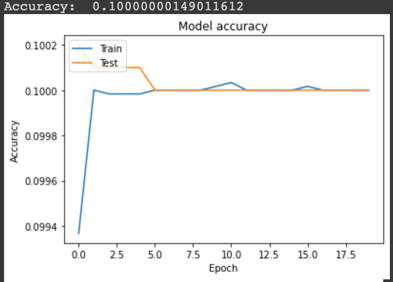 Accuracy: 0.10000000149011612
Model accuracy
Train
Test
0.1002
0.1000
0.0998
0.0996
0.0994
Accuracy
0.0 2.5 5.0 7.5 10.0 12.5 15.0 17.5
Epoch